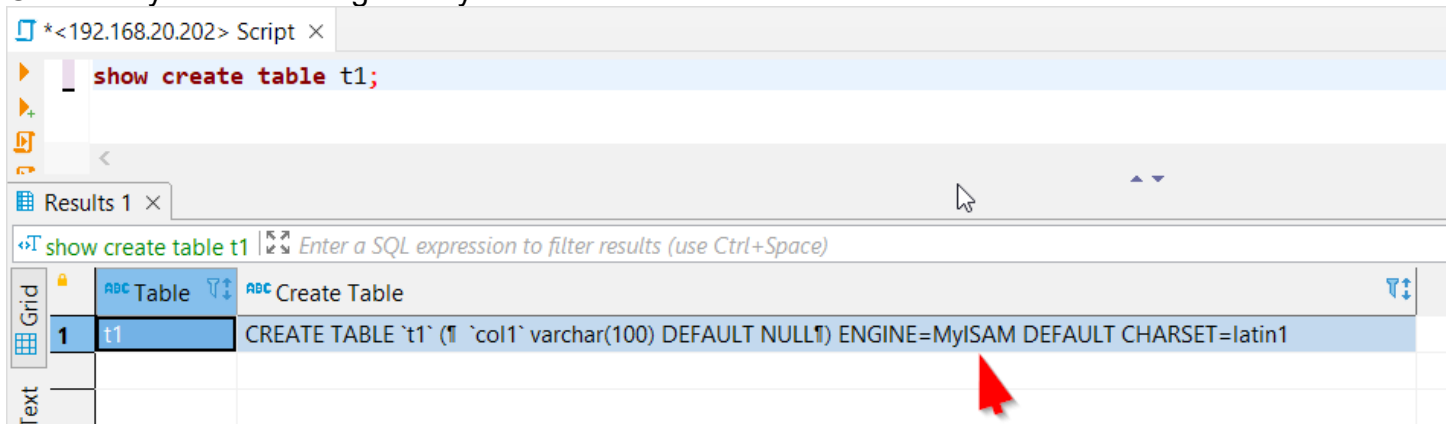 *<192.168.20.202> Script ×
show create table t1;
Results 1 ×
show create table t1 Enter a SQL expression to filter results (use Ctrl+Space)
Grid
ABC Table ABC Create Table
1 t1 CREATE TABLE `t1` (¶ `col1` varchar(100) DEFAULT NULL¶) ENGINE=MyISAM DEFAULT CHARSET=latin1
Text